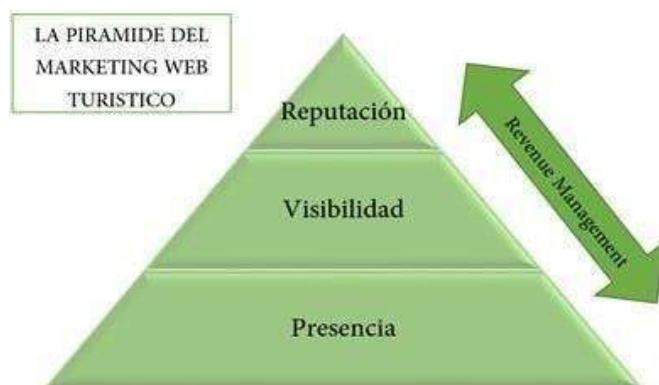 LA PIRAMIDE DEL
MARKETING WEB
TURISTICO
Reputación
Visibilidad
Presencia
Revenue Management